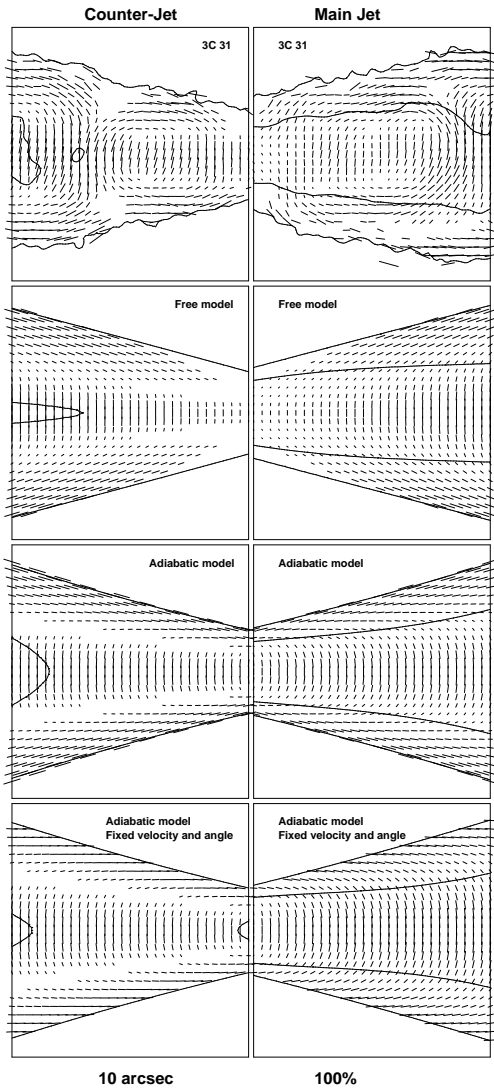 Counter-Jet Main Jet
3C 31 3C 31
Free model Free model
Adiabatic model Adiabatic model
Adiabatic model Adiabatic model
Fixed velocity and angle Fixed velocity and angle
10 arcsec 100%